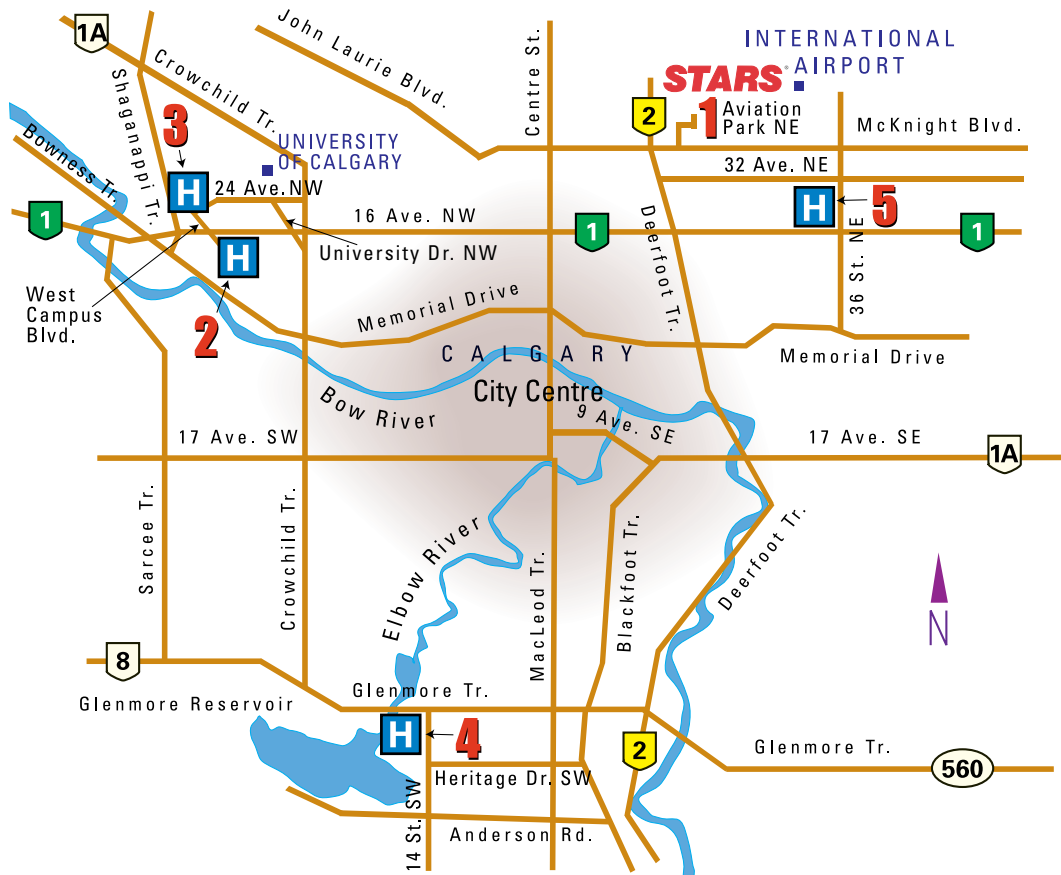 1A
John Laurie Blvd.
Crowchild Tr.
Shaganappi Tr.
Centre St.
INTERNATIONAL
AIRPORT
STARS®
2
1
Aviation
Park NE
McKnight Blvd.
3
Bowness Tr.
UNIVERSITY
OF CALGARY
32 Ave. NE
H
24 Ave. NW
H
5
1
16 Ave. NW
1
1
University Dr. NW
H
Deerfoot Tr.
36 St. NE
West
Campus
Blvd.
2
Memorial Drive
Memorial Drive
CALGARY
City Centre
Bow River
9 Ave. SE
17 Ave. SW
17 Ave. SE
1A
Sarcee Tr.
Crowchild Tr.
Elbow River
MacLeod Tr.
Blackfoot Tr.
Deerfoot Tr.
N
8
Glenmore Tr.
Glenmore Reservoir
H
4
2
Glenmore Tr.
560
Heritage Dr. SW
14 St. SW
Anderson Rd.